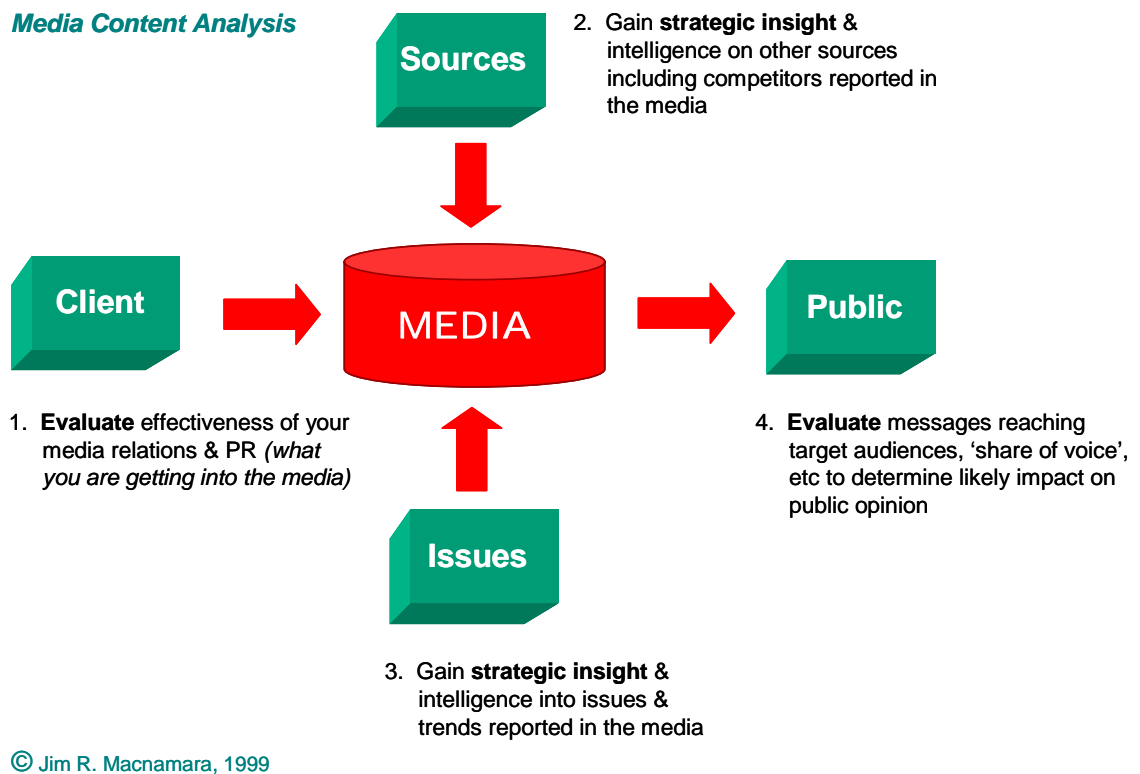 Media Content Analysis
Sources
2. Gain strategic insight &
intelligence on other sources
including competitors reported in
the media
Client
MEDIA
Public
1. Evaluate effectiveness of your
media relations & PR (what
you are getting into the media)
4. Evaluate messages reaching
target audiences, ‘share of voice’,
etc to determine likely impact on
public opinion
Issues
3. Gain strategic insight &
intelligence into issues &
trends reported in the media
© Jim R. Macnamara, 1999